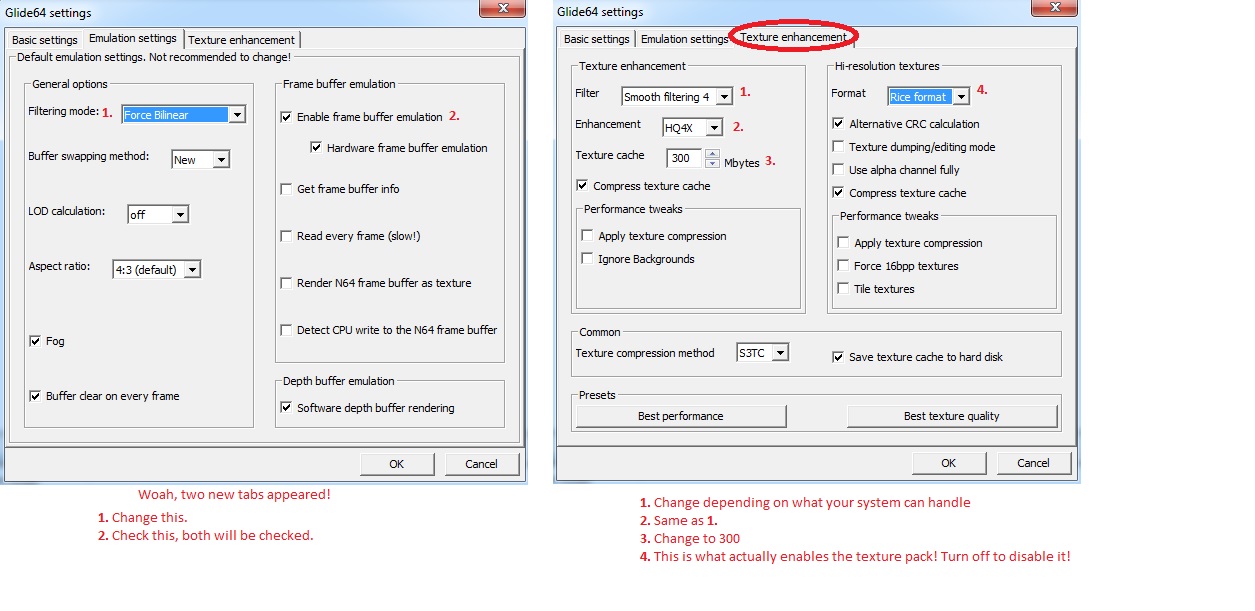 Glide64 settings
Basic settings
Emulation settings
Texture enhancement
Default emulation settings. Not recommended to change!
General options
Filtering mode: 1. Force Bilinear
Buffer swapping method: New
LOD calculation: off
Aspect ratio: 4:3 (default)
Fog
Buffer clear on every frame
Frame buffer emulation
Enable frame buffer emulation 2.
Hardware frame buffer emulation
Get frame buffer info
Read every frame (slow!)
Render N64 frame buffer as texture
Detect CPU write to the N64 frame buffer
Depth buffer emulation
Software depth buffer rendering
OK
Cancel
Woah, two new tabs appeared!
1. Change this.
2. Check this, both will be checked.
Glide64 settings
Basic settings
Emulation settings
Texture enhancement
Texture enhancement
Filter Smooth filtering 4 1.
Enhancement HQ4X 2.
Texture cache 300 Mbytes 3.
Compress texture cache
Performance tweaks
Apply texture compression
Ignore Backgrounds
Hi-resolution textures
Format Rice format 4.
Alternative CRC calculation
Texture dumping/editing mode
Use alpha channel fully
Compress texture cache
Performance tweaks
Apply texture compression
Force 16bpp textures
Tile textures
Common
Texture compression method S3TC
Save texture cache to hard disk
Presets
Best performance
Best texture quality
OK
Cancel
1. Change depending on what your system can handle
2. Same as 1.
3. Change to 300
4. This is what actually enables the texture pack! Turn off to disable it!